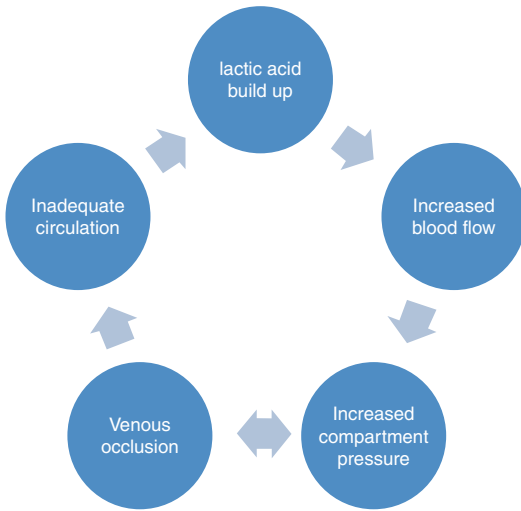 lactic acid
build up
Increased
blood flow
Increased
compartment
pressure
Venous
occlusion
Inadequate
circulation